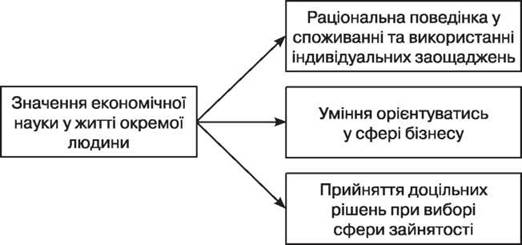 Раціональна поведінка у
споживанні та використанні
індивідуальних заощаджень
Значення економічної
науки у житті окремої
людини
Уміння орієнтуватись
у сфері бізнесу
Прийняття доцільних
рішень при виборі
сфери зайнятості